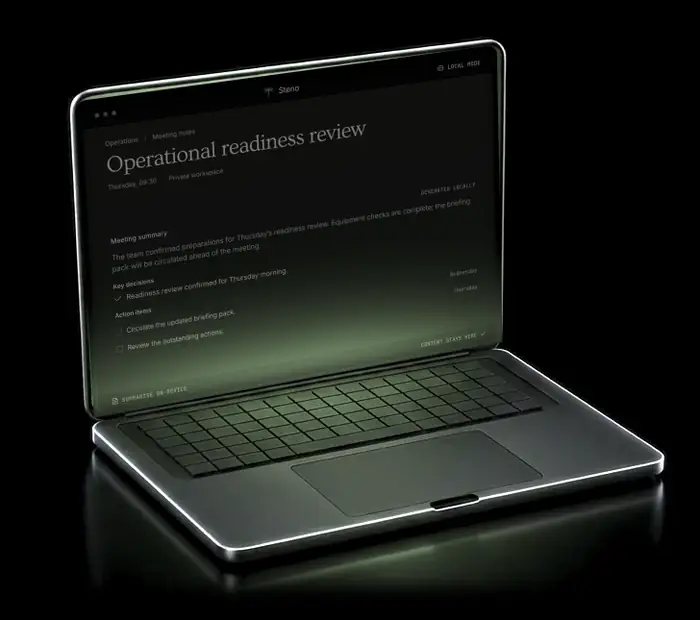 LOCAL MODE
Steno
Operations / Meeting notes
Operational readiness review
Thursday, 09:30 Private workspace
GENERATED LOCALLY
Meeting summary
The team confirmed preparations for Thursday's readiness review. Equipment checks are complete; the briefing
pack will be circulated ahead of the meeting.
Key decisions
Readiness review confirmed for Thursday morning.
Action items
Circulate the updated briefing pack. Wednesday
Review the outstanding actions. Thursday
SUMMARISE ON-DEVICE
CONTENT STAYS HERE